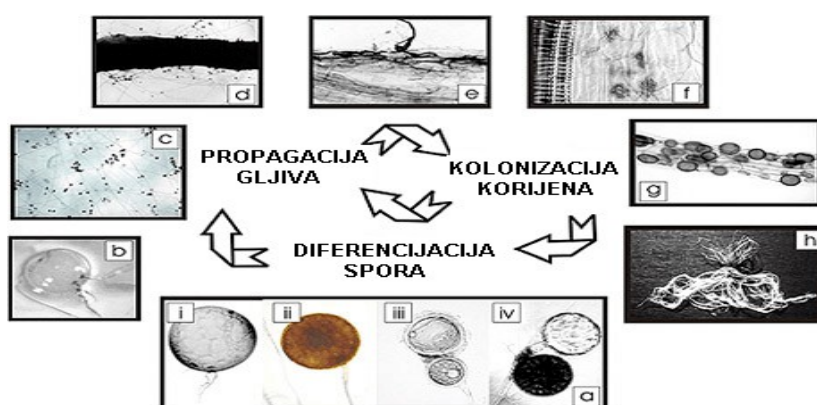 d
e
f
c
PROPAGACIJA
GLJIVA
KOLONIZACIJA
KORIJENA
g
b
DIFERENCIJACIJA
SPORA
h
i
ii
iii
iv
a